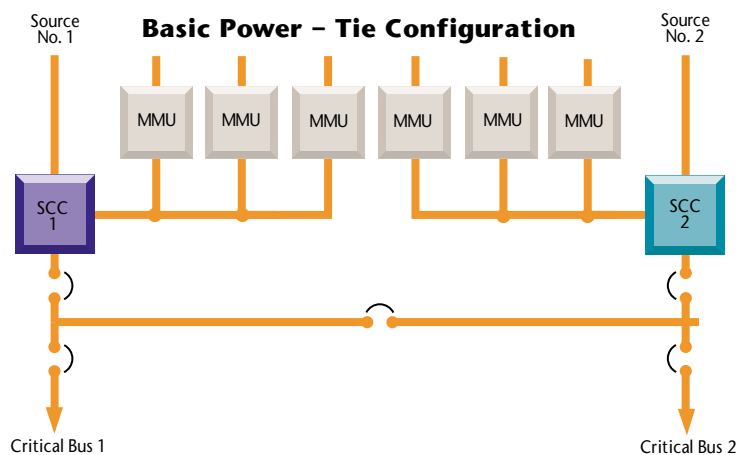 Basic Power – Tie Configuration
Source
No. 1
Source
No. 2
MMU
MMU
MMU
MMU
MMU
MMU
SCC
1
SCC
2
Critical Bus 1
Critical Bus 2